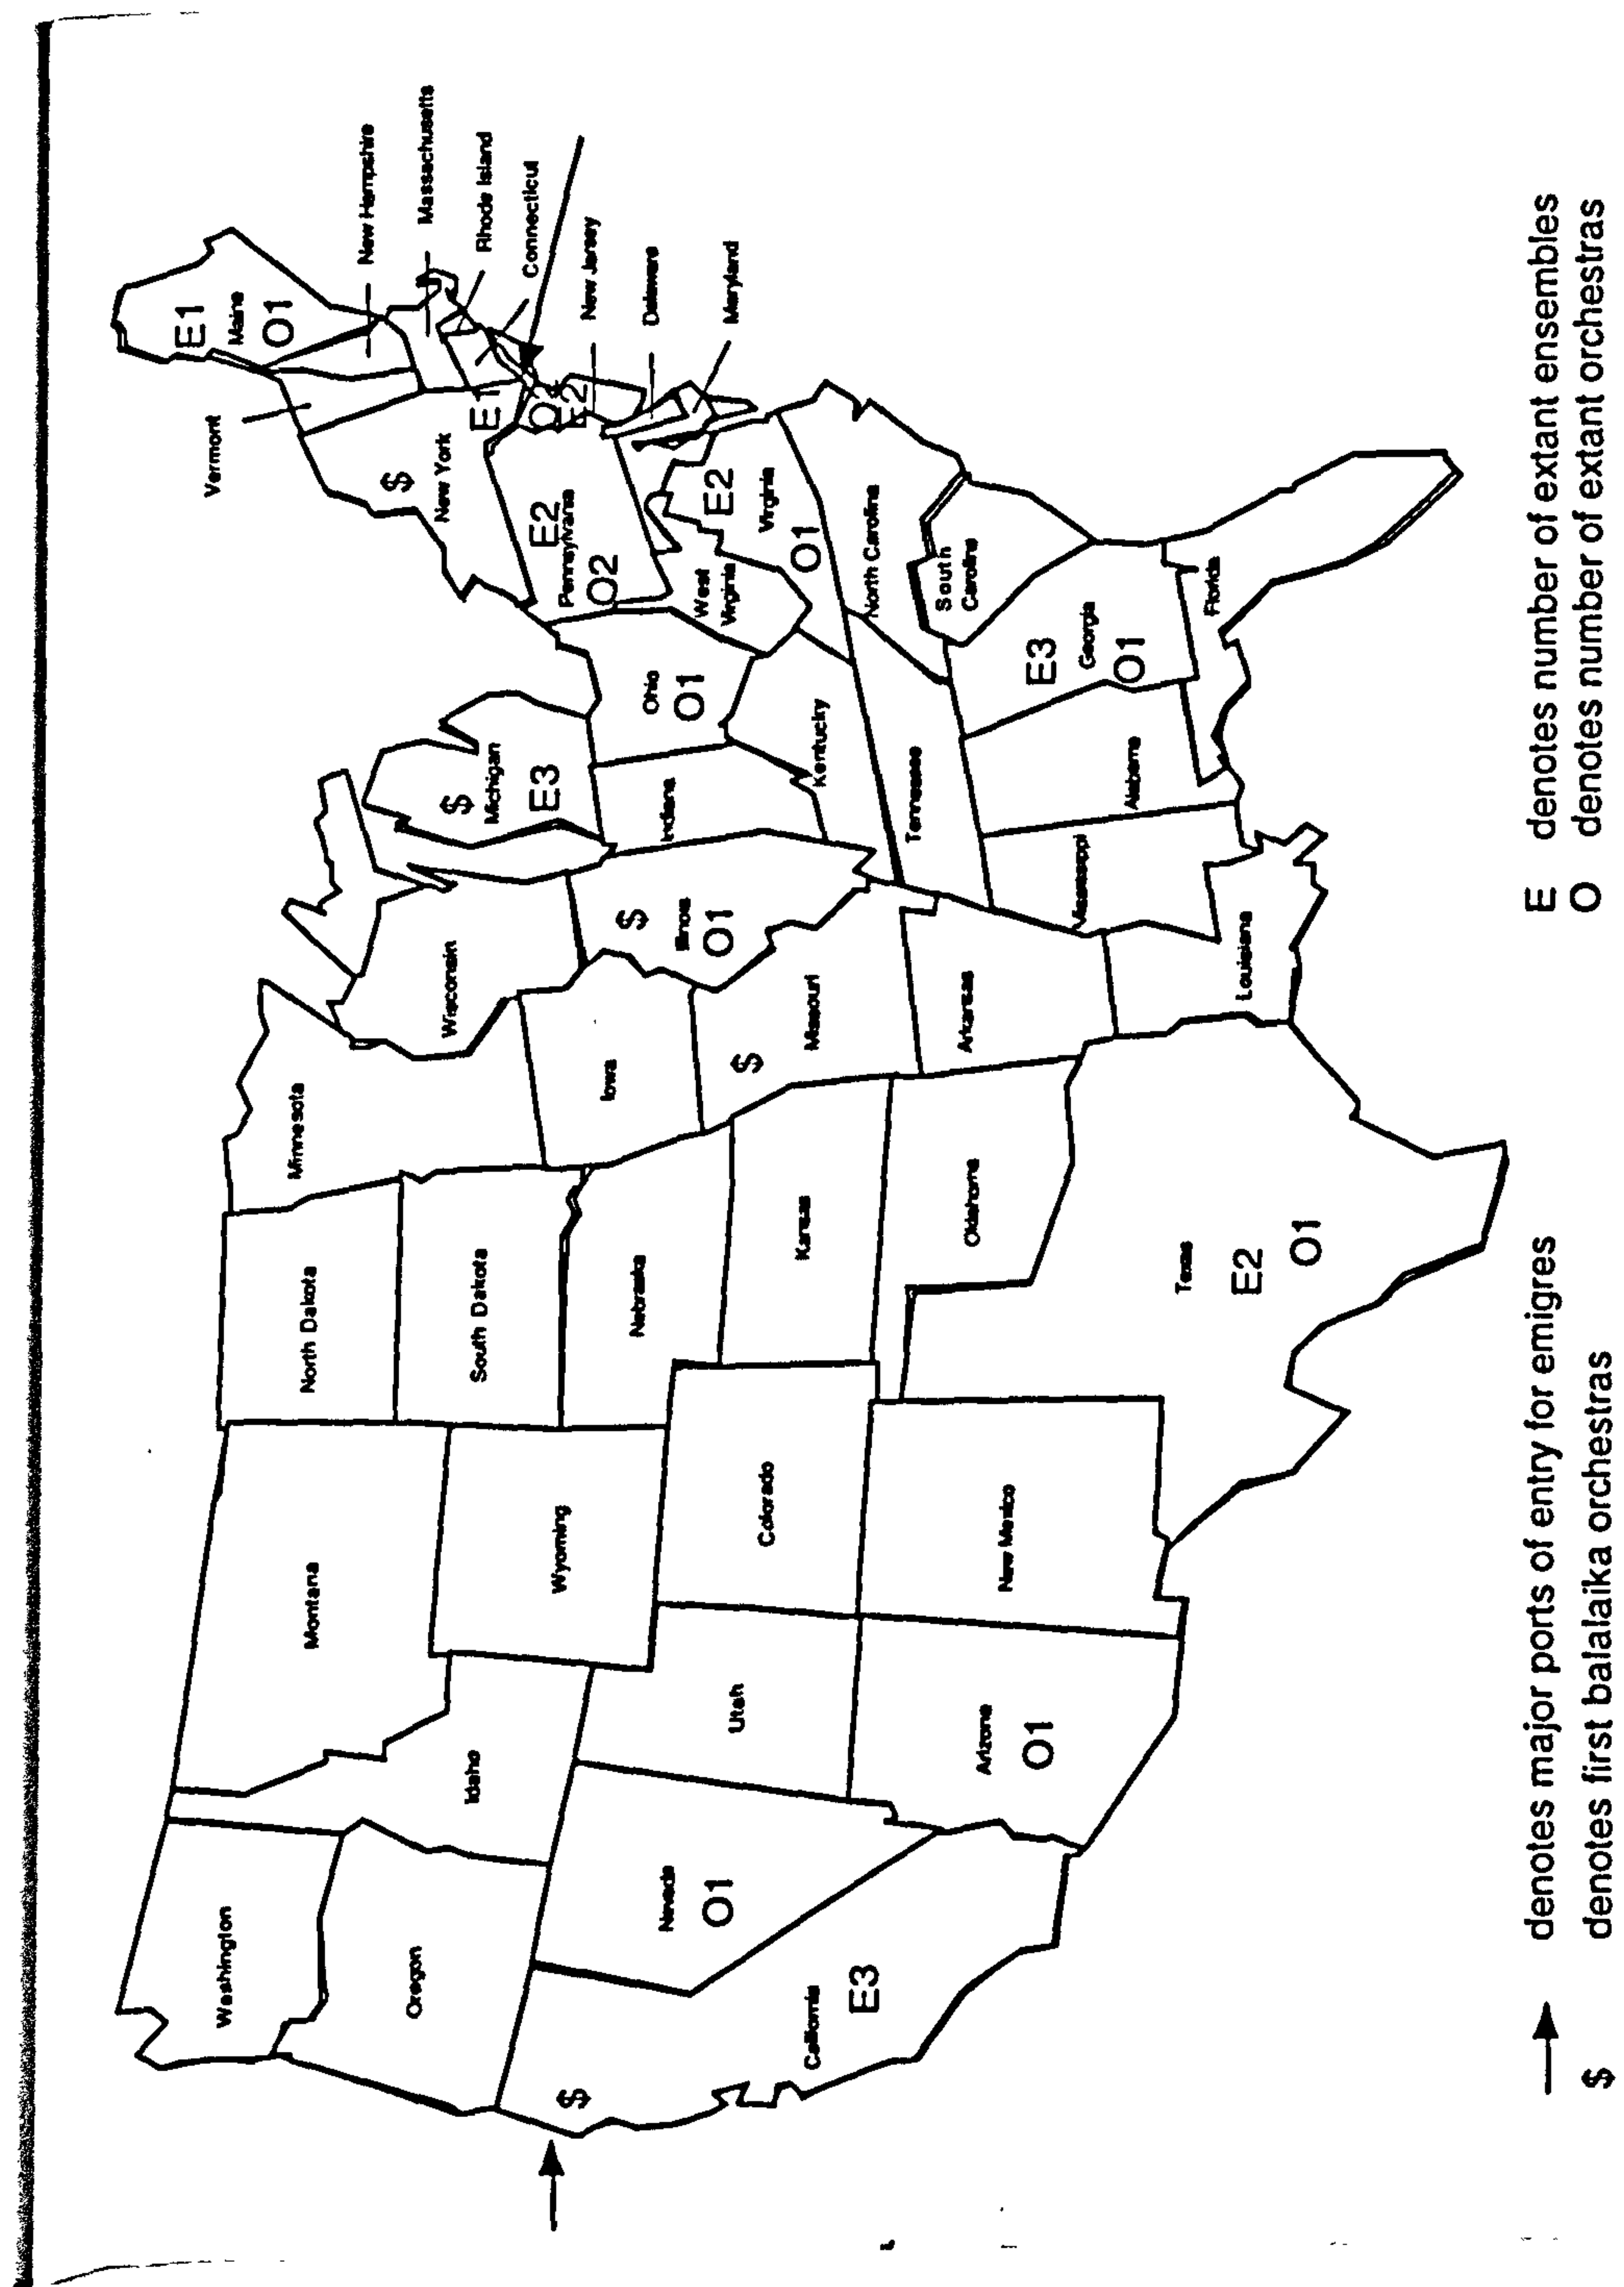 Washington
Oregon
California
E3
$
Nevada
O1
Idaho
Montana
Wyoming
Utah
Arizona
O1
Colorado
New Mexico
North Dakota
South Dakota
Nebraska
Kansas
Oklahoma
Texas
E2
O1
Minnesota
Iowa
$
Missouri
Arkansas
Louisiana
Wisconsin
$
Illinois
O1
$
Michigan
E3
Indiana
Ohio
O1
Kentucky
Tennessee
Mississippi
Alabama
E3
Georgia
O1
Florida
South
Carolina
North Carolina
West
Virginia
E2
Virginia
O1
E2
Pennsylvania
O2
$
New York
E1
O2
E2
Vermont
E1
Maine
O1
New Hampshire
Massachusetts
Rhode Island
Connecticut
New Jersey
Delaware
Maryland
denotes major ports of entry for emigres
$ denotes first balalaika orchestras
E denotes number of extant ensembles
O denotes number of extant orchestras